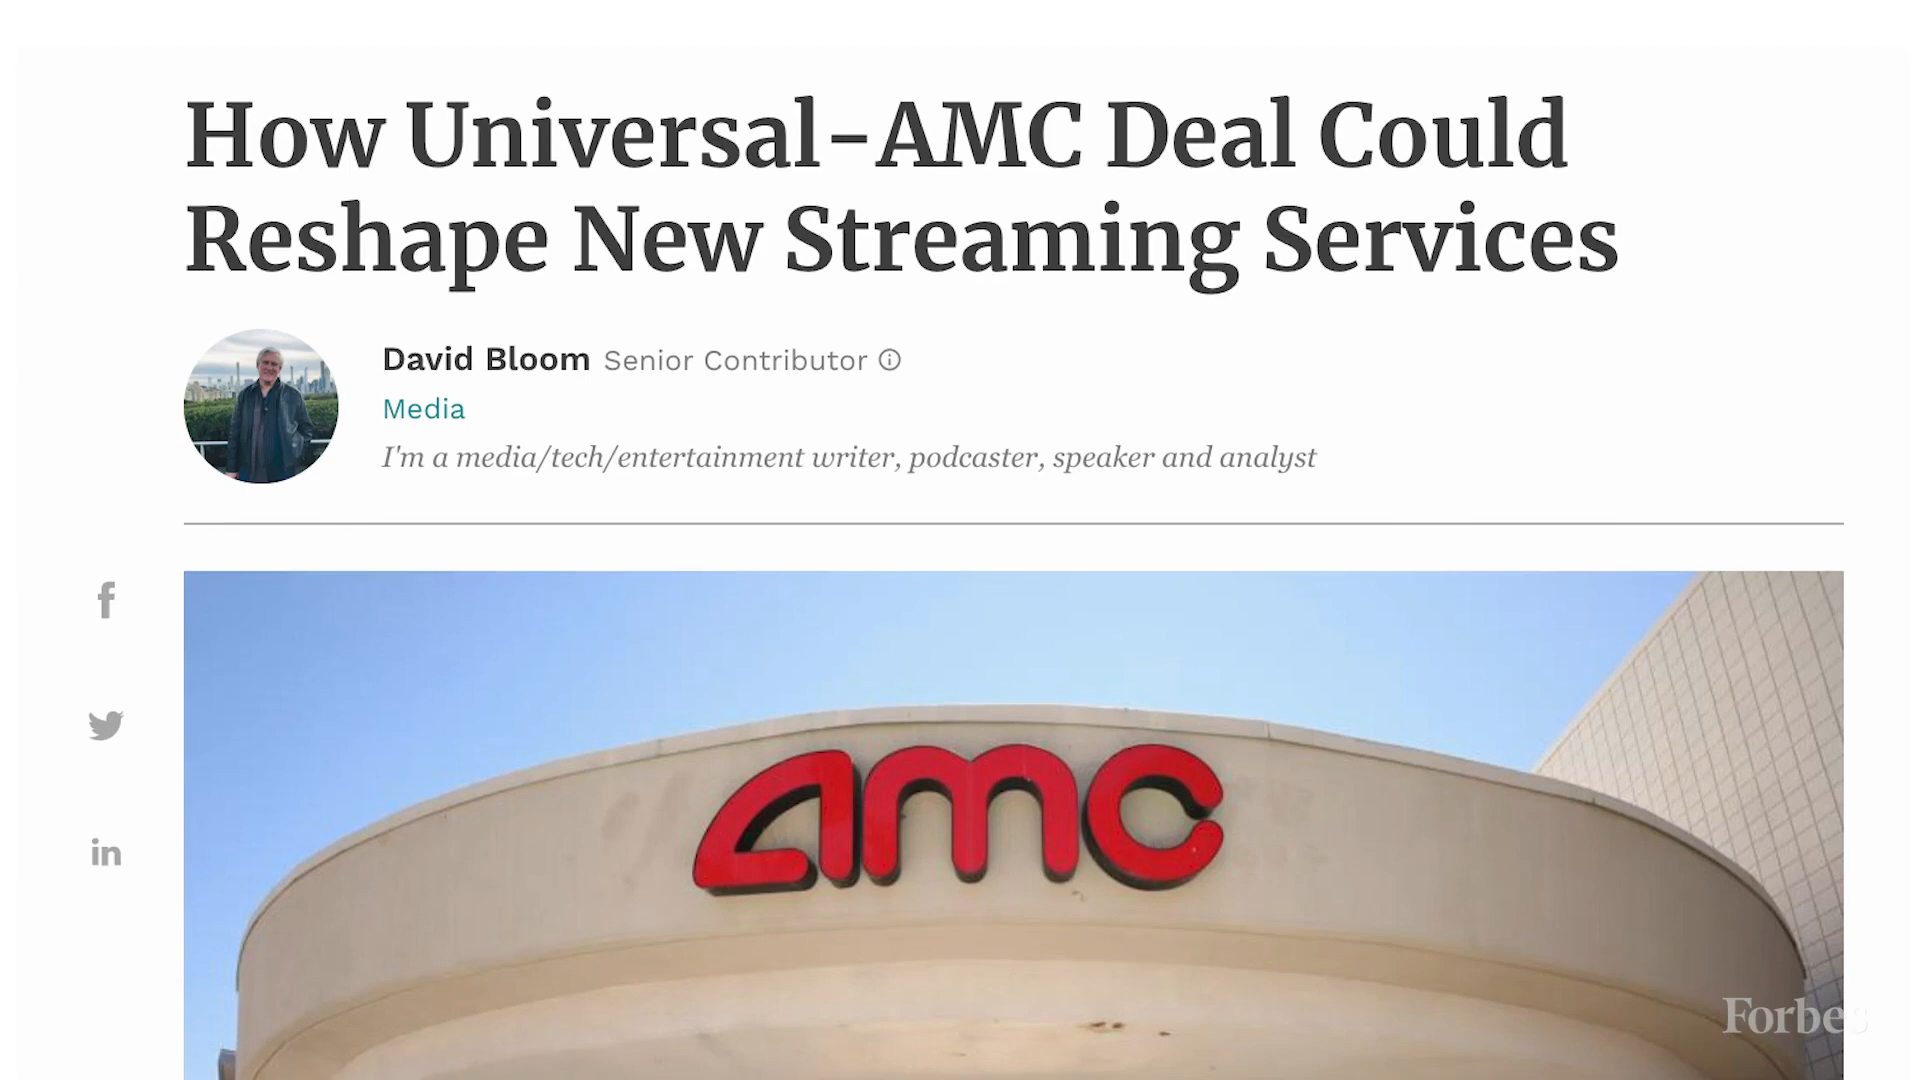 How Universal-AMC Deal Could
Reshape New Streaming Services
David Bloom Senior Contributor
Media
I'm a media/tech/entertainment writer, podcaster, speaker and analyst
f
in
amc
Forbes